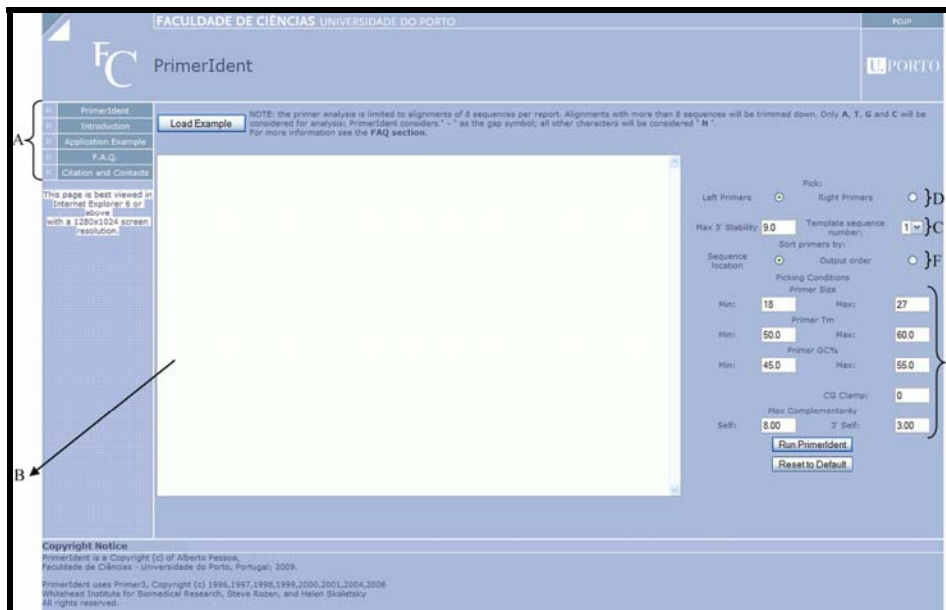 FACULDADE DE CIÊNCIAS UNIVERSIDADE DO PORTO
FCUP
FC
PrimerIdent
U.PORTO
A
PrimerIdent
Introduction
Application Example
F.A.Q.
Citation and Contacts
This page is best viewed in
Internet Explorer 6 or
above
with a 1280x1024 screen
resolution.
Load Example
NOTE: the primer analysis is limited to alignments of 8 sequences per report. Alignments with more than 8 sequences will be trimmed down. Only A, T, G and C will be
considered for analysis; PrimerIdent considers ' - ' as the gap symbol; all other characters will be considered ' N '.
For more information see the FAQ section.
Pick:
Left Primers Right Primers D
Max 3' Stability 9.0 Template sequence number: 1 C
Sort primers by:
Sequence location Output order F
Picking Conditions
Primer Size
Min: 18 Max: 27
Primer Tm
Min: 50.0 Max: 60.0
Primer GC%
Min: 45.0 Max: 55.0
CG Clamp: 0
Max Complementarity
Self: 8.00 3' Self: 3.00
Run PrimerIdent
Reset to Default
B
Copyright Notice
PrimerIdent is a Copyright (c) of Alberto Pessoa,
Faculdade de Ciências - Universidade do Porto, Portugal; 2009.
PrimerIdent uses Primer3, Copyright (c) 1996,1997,1998,1999,2000,2001,2004,2006
Whitehead Institute for Biomedical Research, Steve Rozen, and Helen Skaletsky
All rights reserved.